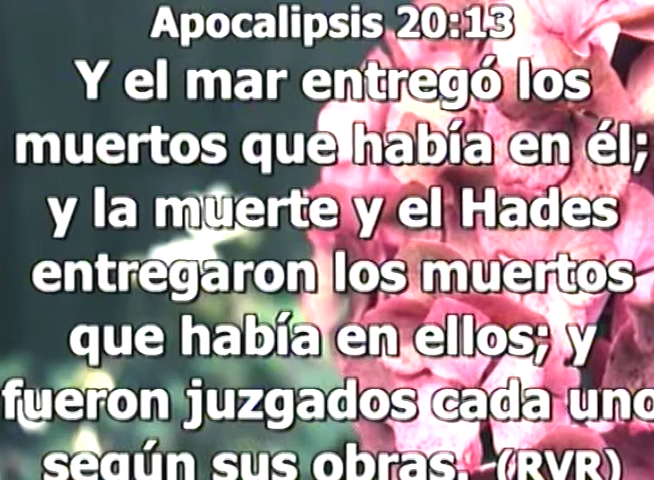 Apocalipsis 20:13
Y el mar entregó los
muertos que había en él;
y la muerte y el Hades
entregaron los muertos
que había en ellos; y
fueron juzgados cada uno
según sus obras. (RVR)